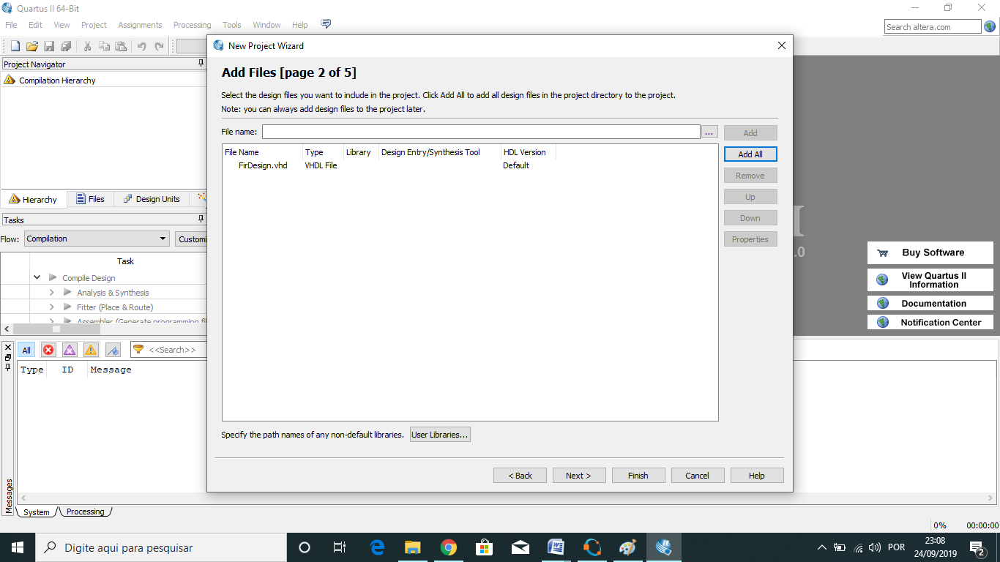 Quartus II 64-Bit
File Edit View Project Assignments Processing Tools Window Help
Search altera.com
Project Navigator
Compilation Hierarchy
Hierarchy Files Design Units
Tasks
Flow: Compilation Customi
Task
Compile Design
Analysis & Synthesis
Fitter (Place & Route)
Assembler (Generate programming fil
New Project Wizard
Add Files [page 2 of 5]
Select the design files you want to include in the project. Click Add All to add all design files in the project directory to the project.
Note: you can always add design files to the project later.
File name: ... Add
File Name Type Library Design Entry/Synthesis Tool HDL Version
FirDesign.vhd VHDL File Default
Add All
Remove
Up
Down
Properties
Specify the path names of any non-default libraries. User Libraries...
< Back Next > Finish Cancel Help
I
.0
Buy Software
View Quartus II
Information
Documentation
Notification Center
All <<Search>>
Type ID Message
Messages
System Processing
0% 00:00:00
Digite aqui para pesquisar
POR
23:08
24/09/2019
2